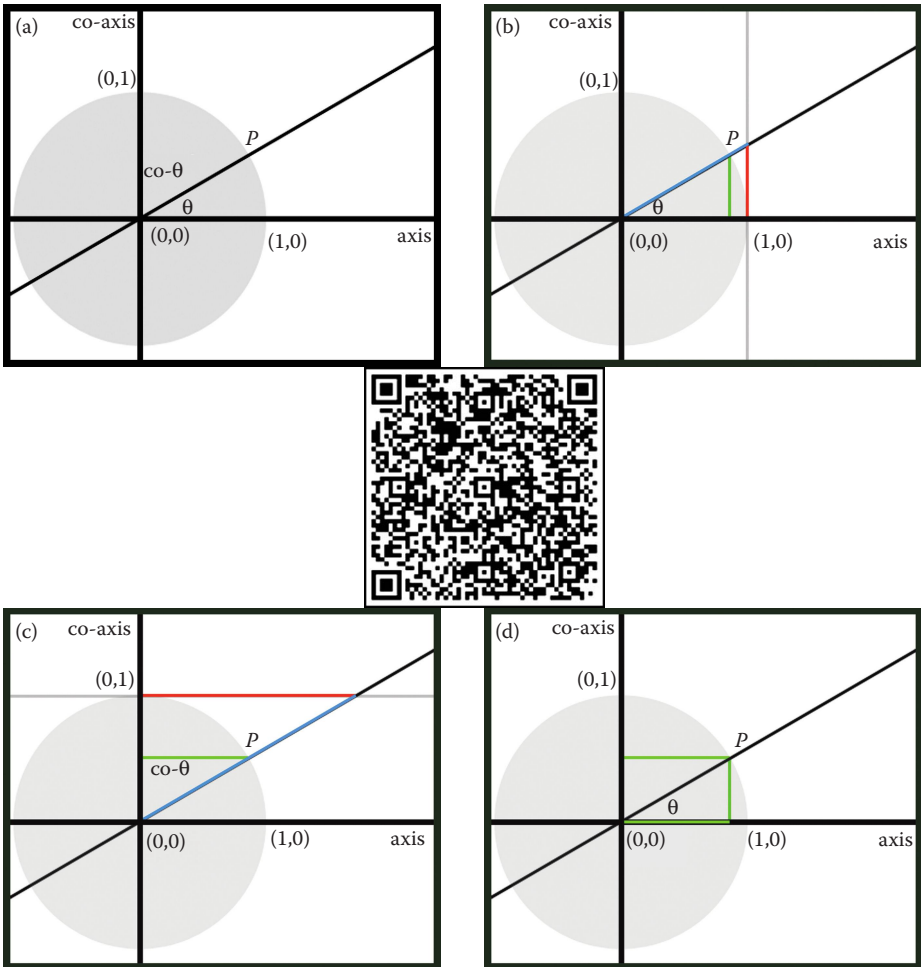 (a)
co-axis
(0,1)
P
co-θ
θ
(0,0)
(1,0)
axis
(b)
co-axis
(0,1)
P
θ
(0,0)
(1,0)
axis
(c)
co-axis
(0,1)
P
co-θ
(0,0)
(1,0)
axis
(d)
co-axis
(0,1)
P
θ
(0,0)
(1,0)
axis